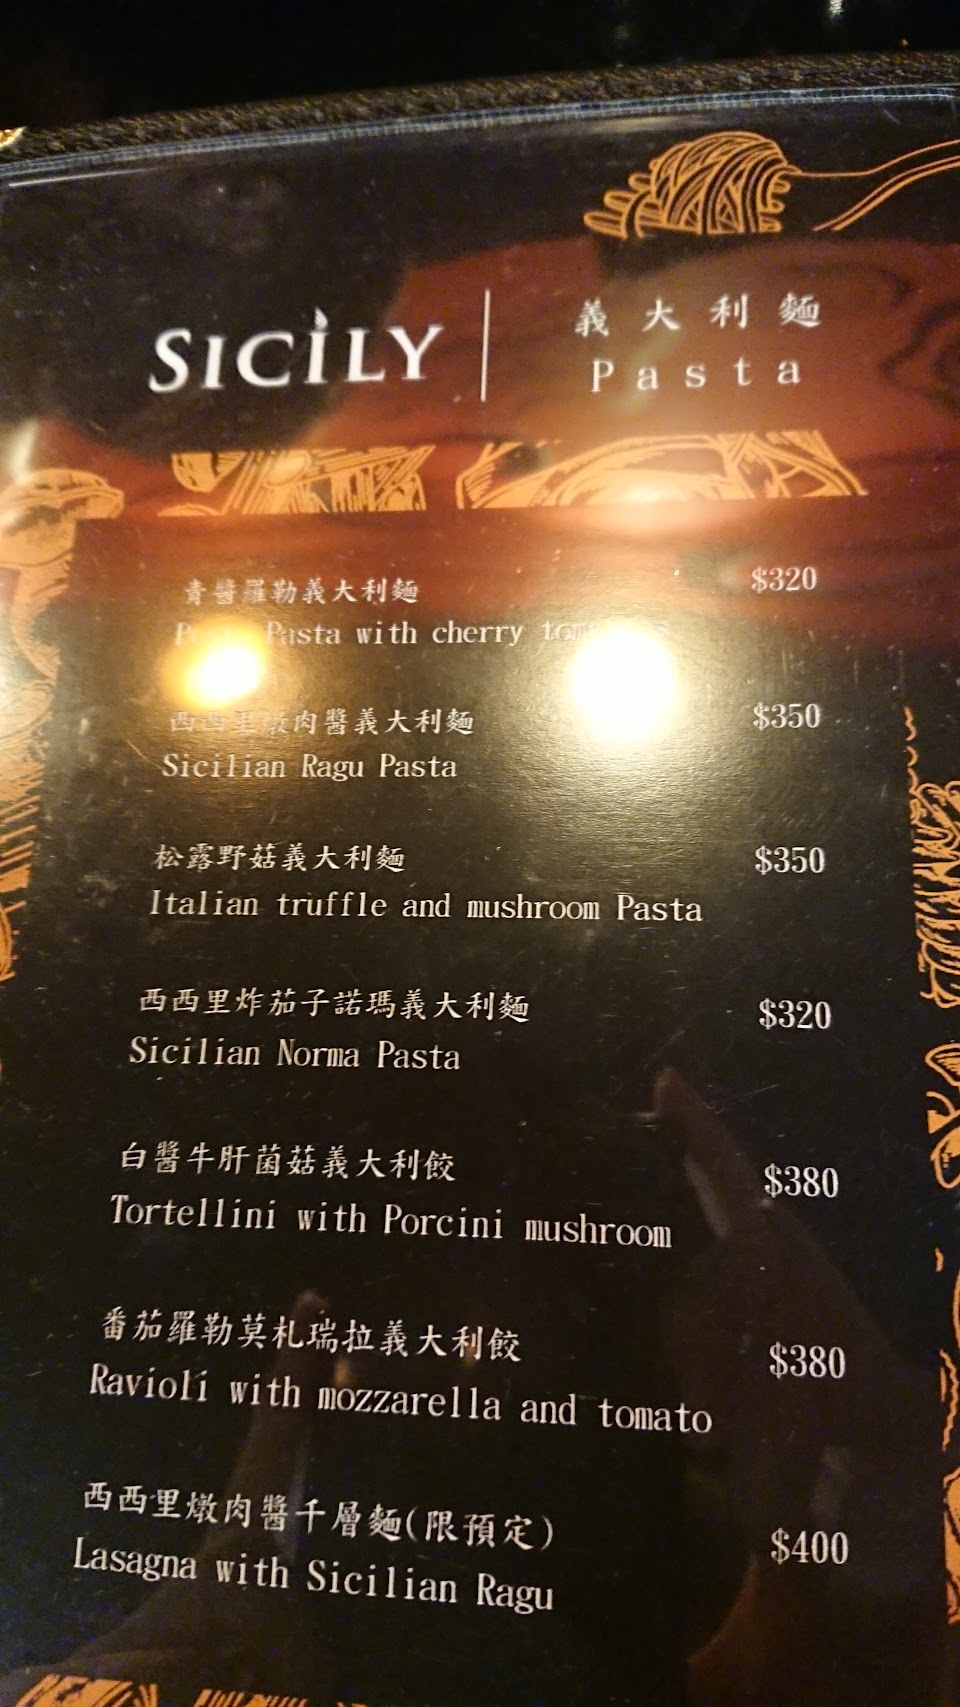 SICILY
義大利麵
Pasta
青醬羅勒義大利麵
$320
Pasta with cherry
西西里燉肉醬義大利麵
$350
Sicilian Ragu Pasta
松露野菇義大利麵
$350
Italian truffle and mushroom Pasta
西西里炸茄子諾瑪義大利麵
$320
Sicilian Norma Pasta
白醬牛肝菌菇義大利餃
$380
Tortellini with Porcini mushroom
番茄羅勒莫札瑞拉義大利餃
$380
Ravioli with mozzarella and tomato
西西里燉肉醬千層麵(限預定)
$400
Lasagna with Sicilian Ragu